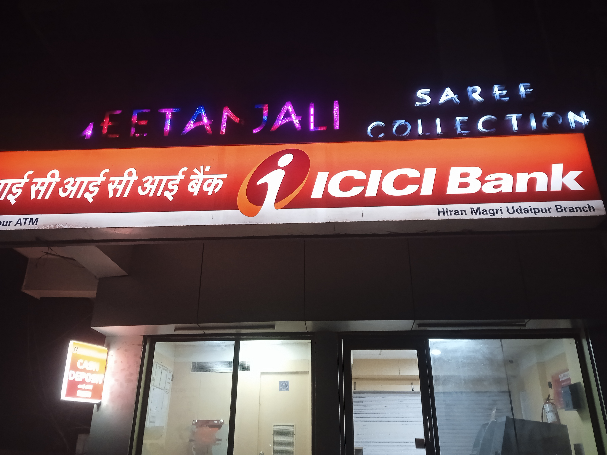 EETANJALI
SAREE
COLLECTION
आई सी आई सी आई बैंक
i ICICI Bank
ATM
Hiran Magri Udaipur Branch
CASH
DEPOSIT